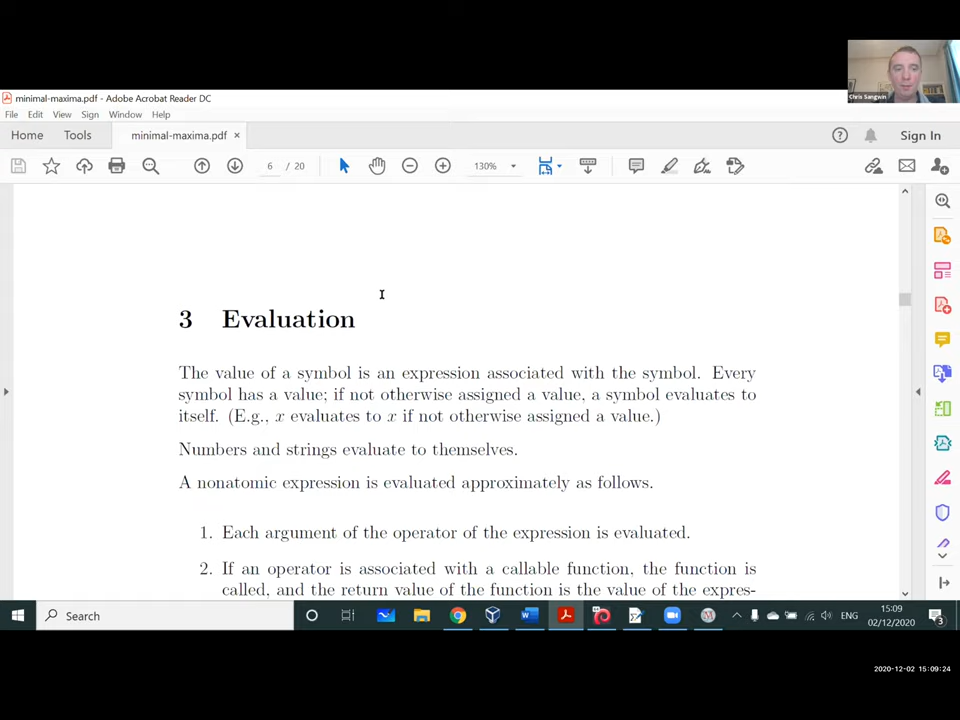 Chris Sangwin
minimal-maxima.pdf - Adobe Acrobat Reader DC
File Edit View Sign Window Help
Home Tools minimal-maxima.pdf × Sign In
6 / 20 130%
3 Evaluation
The value of a symbol is an expression associated with the symbol. Every
symbol has a value; if not otherwise assigned a value, a symbol evaluates to
itself. (E.g., x evaluates to x if not otherwise assigned a value.)
Numbers and strings evaluate to themselves.
A nonatomic expression is evaluated approximately as follows.
1. Each argument of the operator of the expression is evaluated.
2. If an operator is associated with a callable function, the function is
called, and the return value of the function is the value of the expres-
Search ENG 15:09
02/12/2020 3
2020-12-02 15:09:24